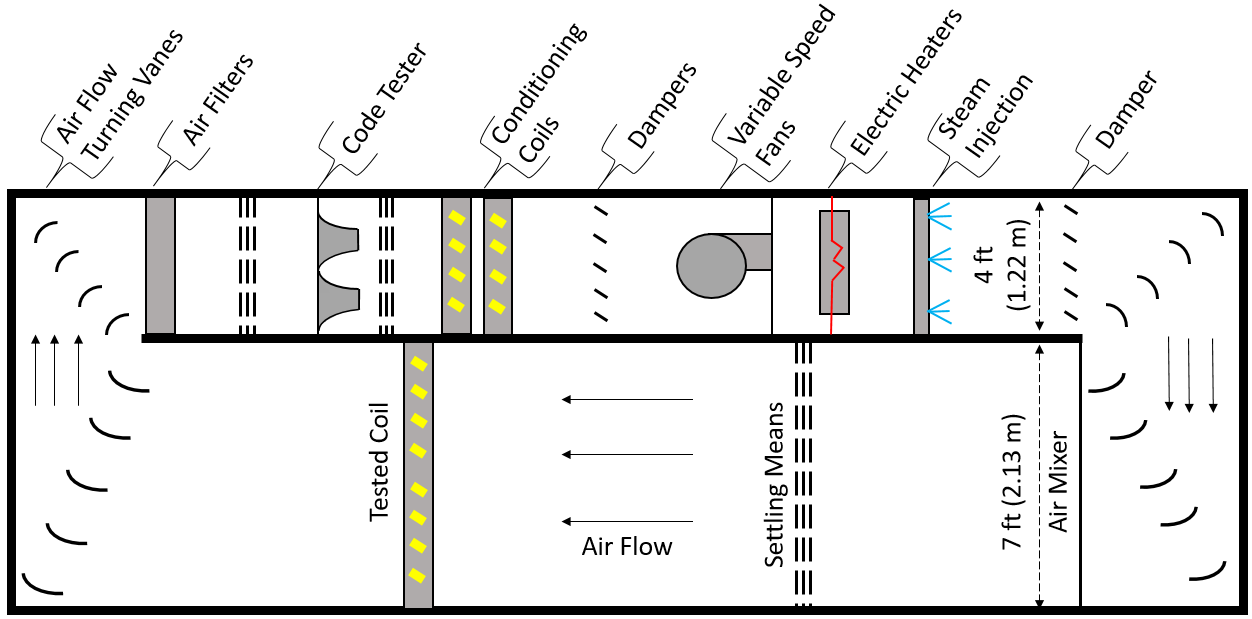 Air Flow
Turning Vanes
Air Filters
Code Tester
Conditioning
Coils
Dampers
Variable Speed
Fans
Electric Heaters
Steam
Injection
Damper
4 ft
(1.22 m)
Tested Coil
Air Flow
Settling Means
7 ft (2.13 m)
Air Mixer